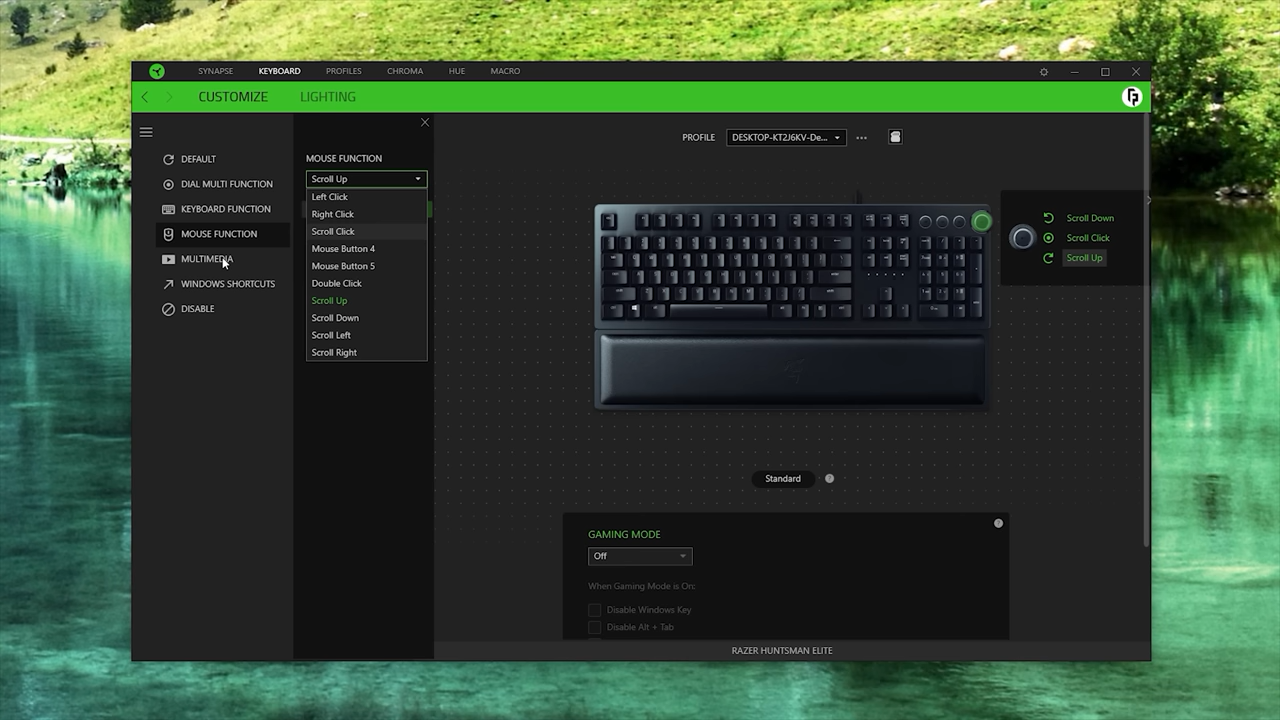 SYNAPSE KEYBOARD PROFILES CHROMA HUE MACRO
CUSTOMIZE LIGHTING
DEFAULT
DIAL MULTI FUNCTION
KEYBOARD FUNCTION
MOUSE FUNCTION
MULTIMEDIA
WINDOWS SHORTCUTS
DISABLE
MOUSE FUNCTION
Scroll Up
Left Click
Right Click
Scroll Click
Mouse Button 4
Mouse Button 5
Double Click
Scroll Up
Scroll Down
Scroll Left
Scroll Right
PROFILE DESKTOP-KT2J6KV-De...
Scroll Down
Scroll Click
Scroll Up
Standard
GAMING MODE
Off
When Gaming Mode is On:
Disable Windows Key
Disable Alt + Tab
RAZER HUNTSMAN ELITE